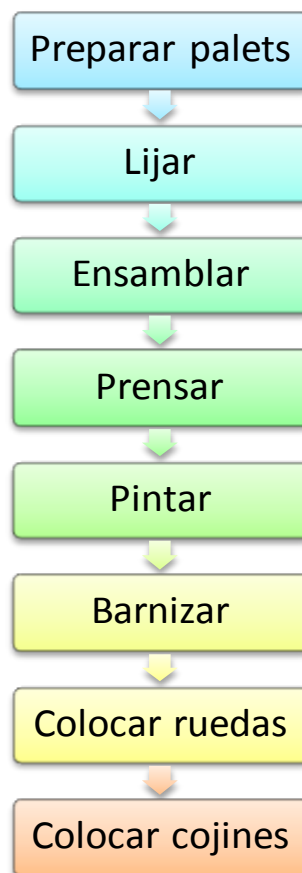 Preparar palets
Lijar
Ensamblar
Prensar
Pintar
Barnizar
Colocar ruedas
Colocar cojines